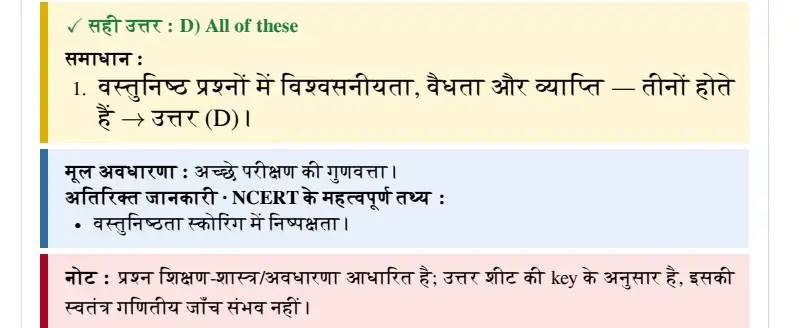 ✓ सही उत्तर : D) All of these
समाधान :
1. वस्तुनिष्ठ प्रश्नों में विश्वसनीयता, वैधता और व्याप्ति — तीनों होते
हैं → उत्तर (D)।
मूल अवधारणा : अच्छे परीक्षण की गुणवत्ता।
अतिरिक्त जानकारी · NCERT के महत्वपूर्ण तथ्य :
• वस्तुनिष्ठता स्कोरिंग में निष्पक्षता।
नोट : प्रश्न शिक्षण-शास्त्र/अवधारणा आधारित है; उत्तर शीट की key के अनुसार है, इसकी
स्वतंत्र गणितीय जाँच संभव नहीं।